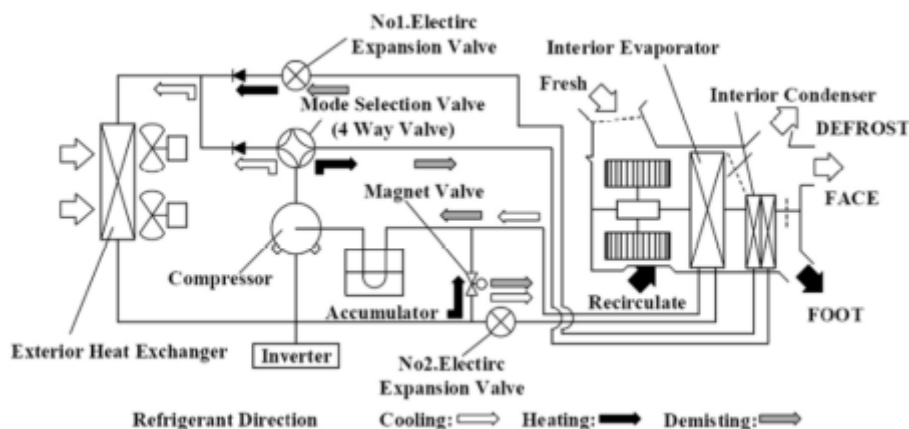 No1.Electirc
Expansion Valve
Interior Evaporator
Fresh
Interior Condenser
Mode Selection Valve
(4 Way Valve)
DEFROST
FACE
Magnet Valve
Compressor
Accumulator
Recirculate
FOOT
Exterior Heat Exchanger
Inverter
No2.Electirc
Expansion Valve
Refrigerant Direction Cooling: Heating: Demisting: